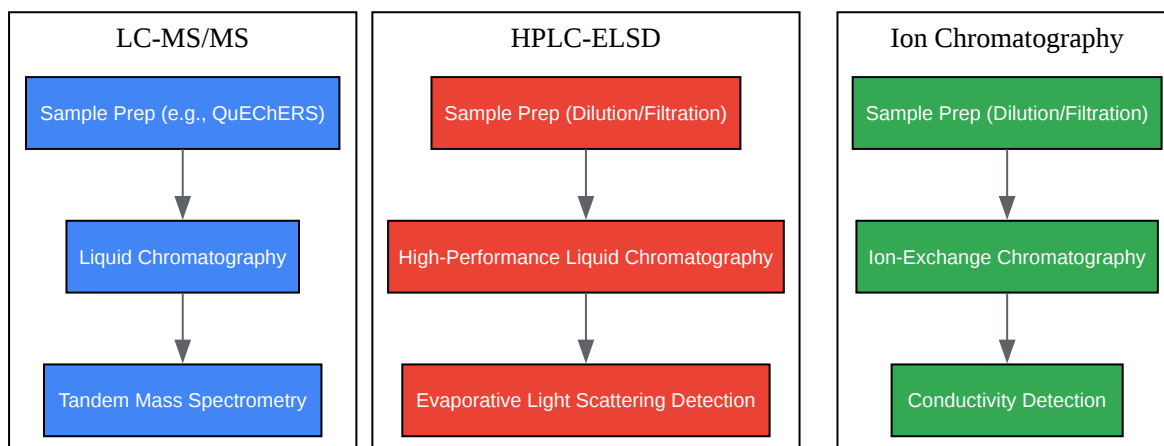 LC-MS/MS
Sample Prep (e.g., QuEChERS)
Liquid Chromatography
Tandem Mass Spectrometry
HPLC-ELSD
Sample Prep (Dilution/Filtration)
High-Performance Liquid Chromatography
Evaporative Light Scattering Detection
Ion Chromatography
Sample Prep (Dilution/Filtration)
Ion-Exchange Chromatography
Conductivity Detection